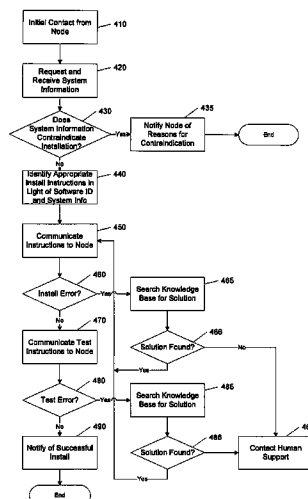 Initial Contact from
Node
410
Request and
Receive System
Information
420
Does
System Information
Contraindicate
Installation?
430
Yes
Notify Node of
Reasons for
Contraindication
435
End
No
Identify Appropriate
Install Instructions in
Light of Software ID
and System Info
440
Communicate
Instructions to Node
450
Install Error?
460
Yes
Search Knowledge
Base for Solution
465
No
Communicate Test
Instructions to Node
470
Solution Found?
466
No
Yes
Test Error?
480
Yes
Search Knowledge
Base for Solution
485
No
Notify of Successful
Install
490
Solution Found?
486
Yes
Contact Human
Support
End